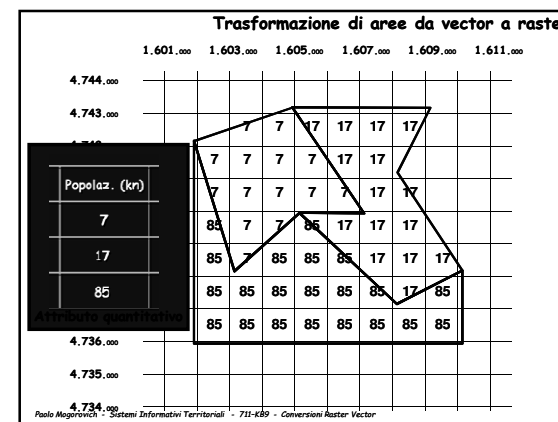 Trasformazione di aree da vector a raste
1.601.000 1.603.000 1.605.000 1.607.000 1.609.000 1.611.000
4.744.000
4.743.000
7 7 17 17 17 17
7 7 7 7 17 17
Popolaz. (kn)
7 7 7 7 7 17 17
7
85 7 7 85 17 17 17
17
85 7 85 85 85 17 17 17
85
85 85 85 85 85 85 17 85
Attributo quantitativo
85 85 85 85 85 85 85 85
4.736.000
4.735.000
4.734.000
Paolo Mogorovich - Sistemi Informativi Territoriali - 711-KB9 - Conversioni Raster Vector